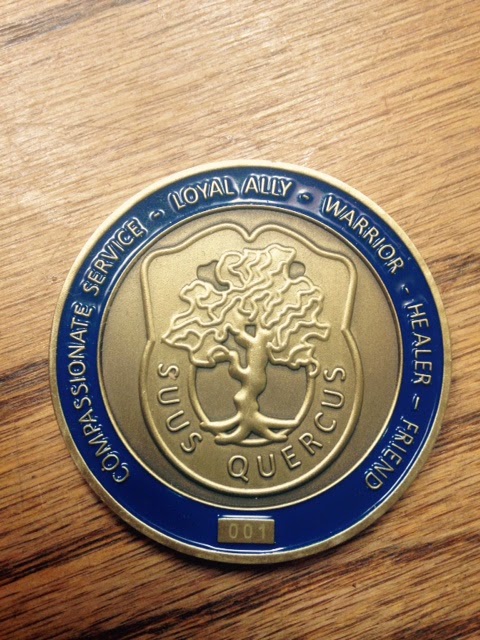 COMPASSIONATE SERVICE - LOYAL ALLY - WARRIOR - HEALER - FRIEND
SUUS QUERCUS
001